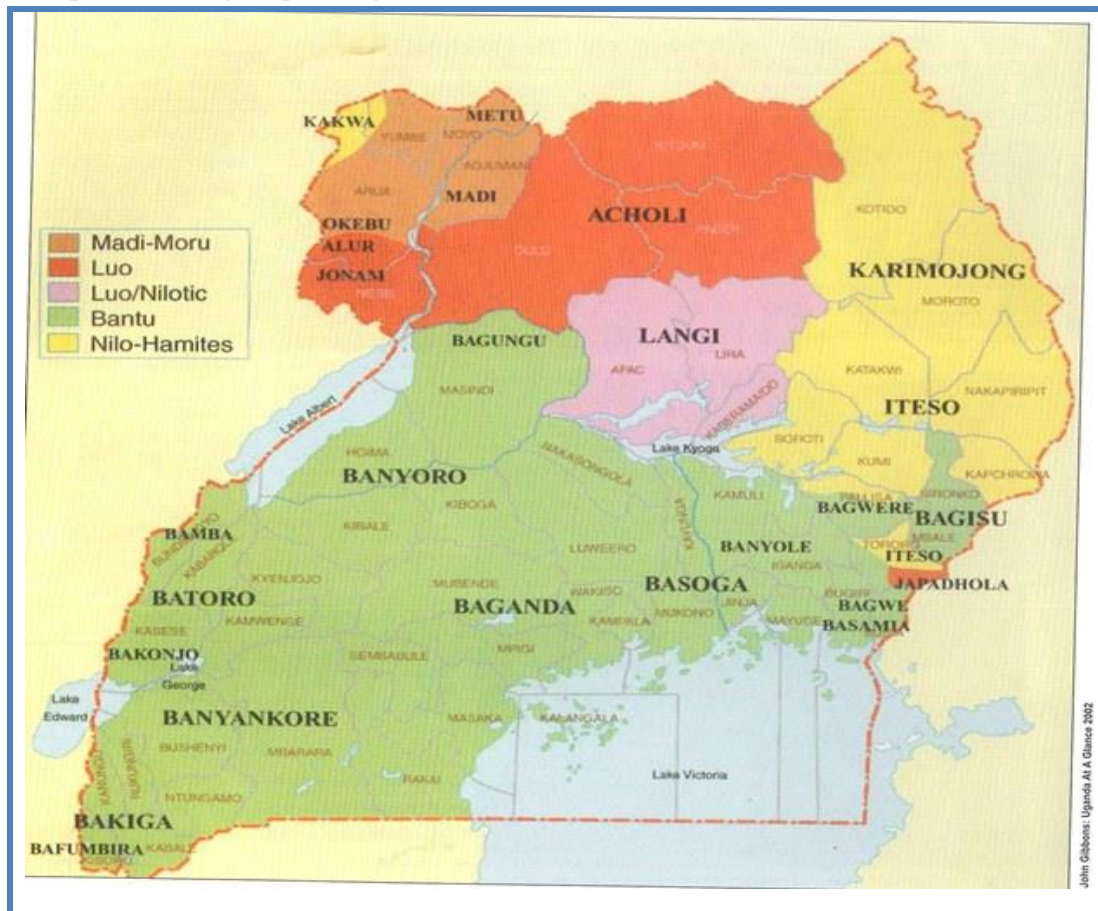 KAKWA
METU
YUMBE
MOYO
ADJUMANI
KITGUM
ARUA
MADI
KOTIDO
OKEBU
ACHOLI
PADER
ALUR
GULU
Madi-Moru
Luo
Luo/Nilotic
Bantu
Nilo-Hamites
JONAM
NEBBI
KARIMOJONG
MOROTO
LANGI
BAGUNGU
LIRA
APAC
KATAKWI
MASINDI
NAKAPIRIPIT
KABERAMAIDO
ITESO
Lake Albert
SOROTI
Lake Kyoga
HOIMA
NAKASONGOLA
KUMI
KAPCHROWA
BANYORO
KAMULI
PALLISA
SIRONKO
KIBOGA
BAGWERE
BAGISU
KAYUNGA
BAMBA
KIBALE
MBALE
TORORO
BANYOLE
LUWEERO
ITESO
IGANGA
KYENJOJO
MUBENDE
BASOGA
JAPADHOLA
BATORO
WAKISO
BUGIRI
BAGANDA
JINJA
BAGWE
KAMWENGE
KAMPALA
MUKONO
MAYUGE
KASESE
BASAMIA
BAKONJO
SEMBABULE
MPIGI
Lake
George
Lake
Edward
BANYANKORE
MASAKA
KALANGALA
BUSHENYI
MBARARA
RAKAI
Lake Victoria
KANUNGU
RUKUNGIRI
NTUNGAMO
BAKIGA
BAFUMBIRA
KABALE
KISORO
John Gibbons: Uganda At A Glance 2002